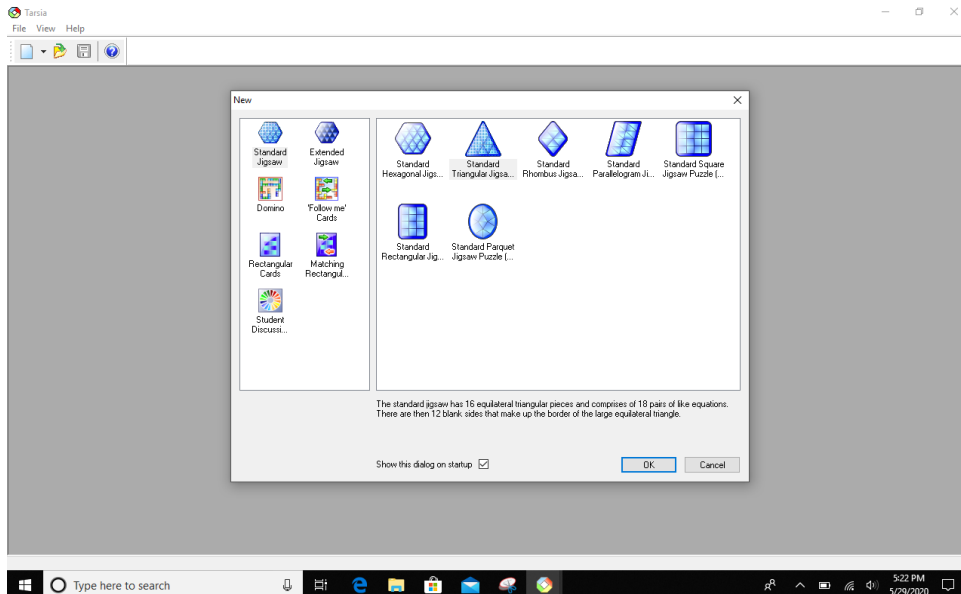 Tarsia
File View Help
New
Standard
Jigsaw
Extended
Jigsaw
Domino
'Follow me'
Cards
Rectangular
Cards
Matching
Rectangul...
Student
Discussi...
Standard
Hexagonal Jigs...
Standard
Triangular Jigsa...
Standard
Rhombus Jigsa...
Standard
Parallelogram Ji...
Standard Square
Jigsaw Puzzle (...
Standard
Rectangular Jig...
Standard Parquet
Jigsaw Puzzle (...
The standard jigsaw has 16 equilateral triangular pieces and comprises of 18 pairs of like equations.
There are then 12 blank sides that make up the border of the large equilateral triangle.
Show this dialog on startup
OK
Cancel
Type here to search
5:22 PM
5/29/2020